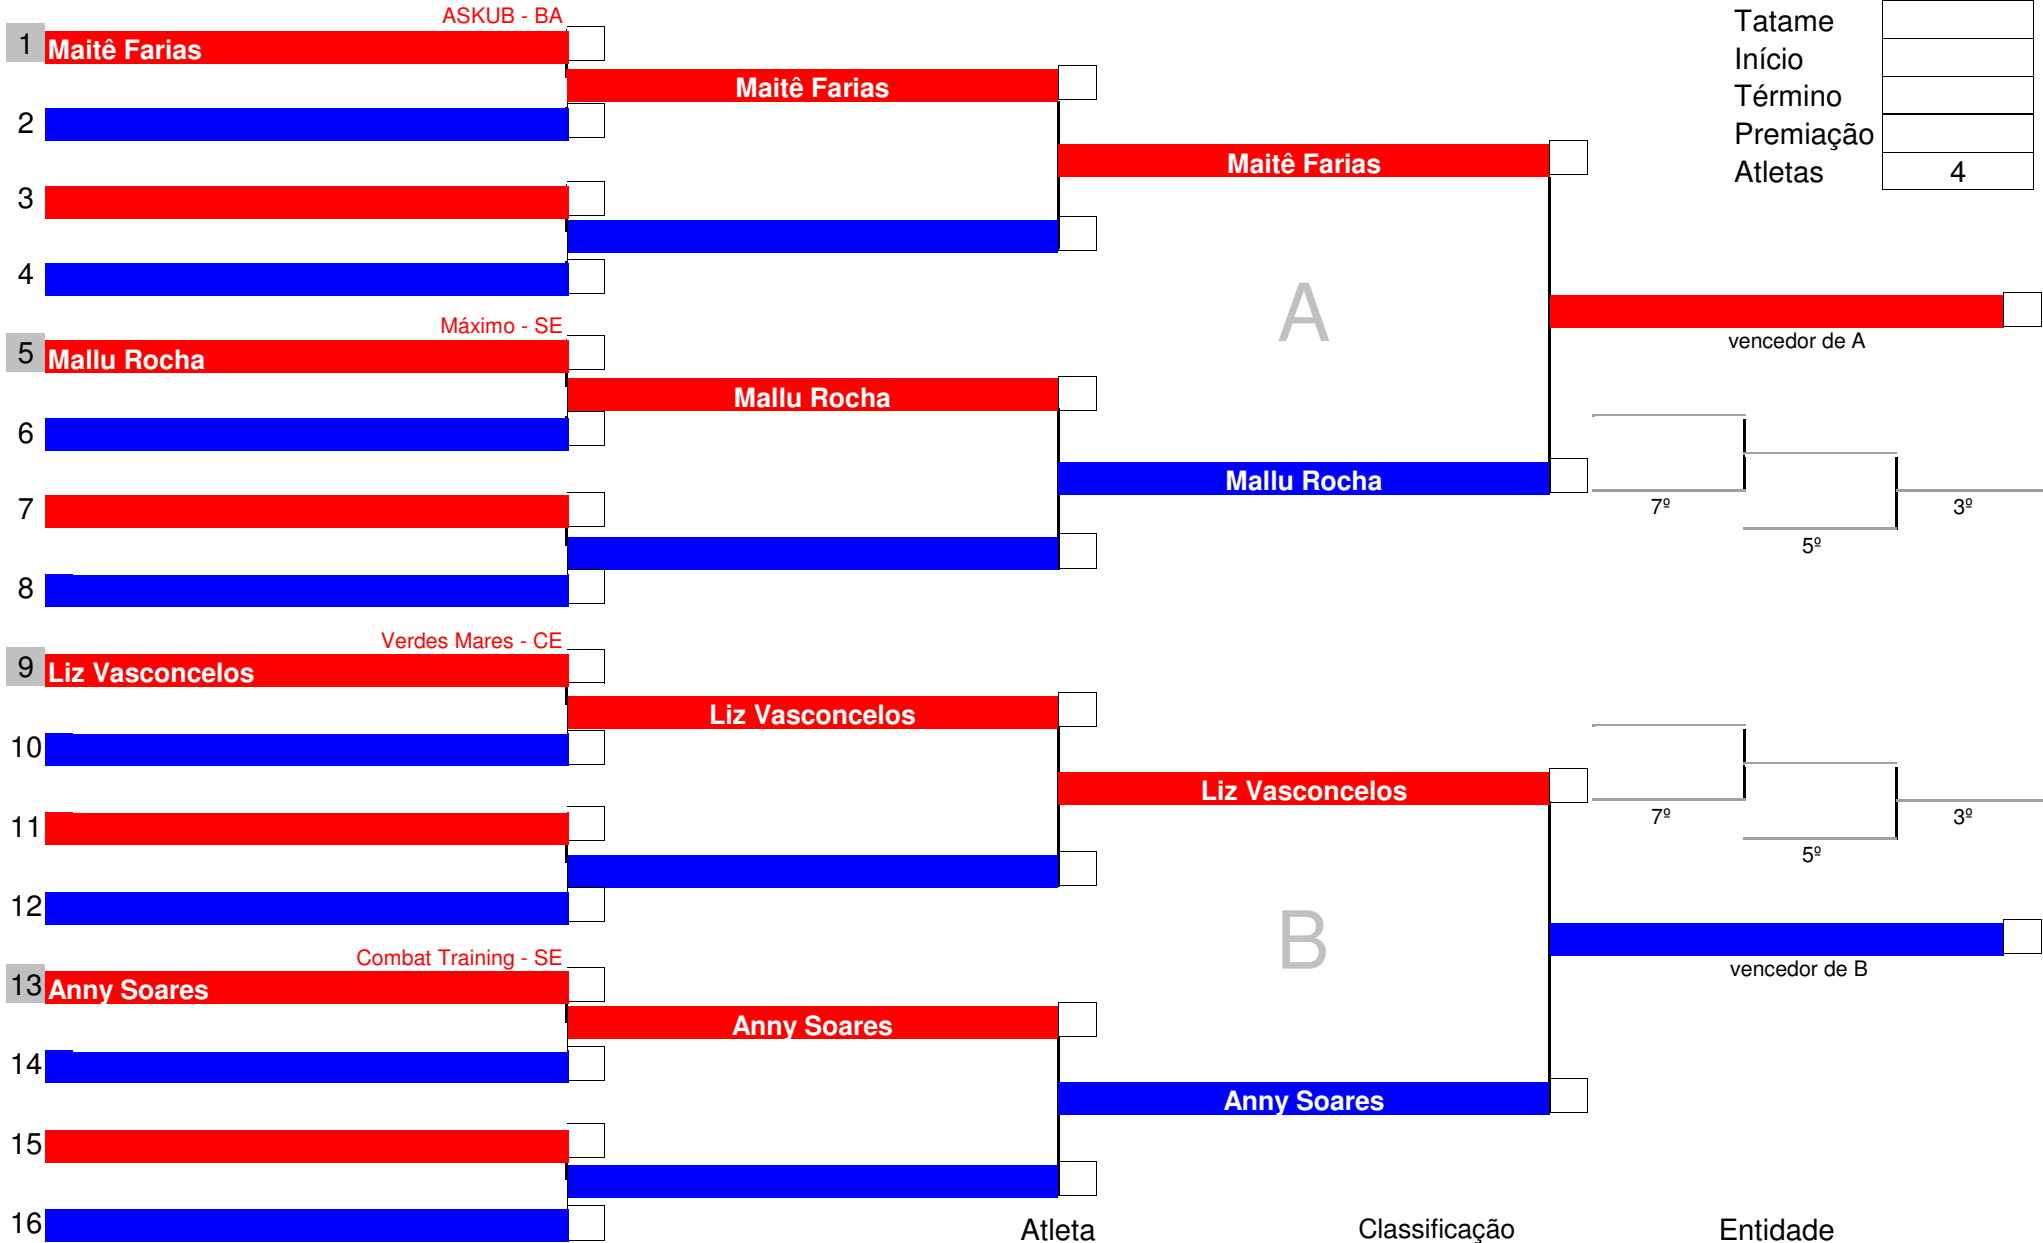 ASKUB - BA
1 Maitê Farias
Maitê Farias
2
Maitê Farias
3
4
Máximo - SE
5 Mallu Rocha
Mallu Rocha
6
Mallu Rocha
7
8
A
vencedor de A
7º
5º
3º
Tatame
Início
Término
Premiação
Atletas 4
Verdes Mares - CE
9 Liz Vasconcelos
Liz Vasconcelos
10
Liz Vasconcelos
11
12
Combat Training - SE
13 Anny Soares
Anny Soares
14
Anny Soares
15
16
B
7º
5º
3º
vencedor de B
Atleta Classificação Entidade